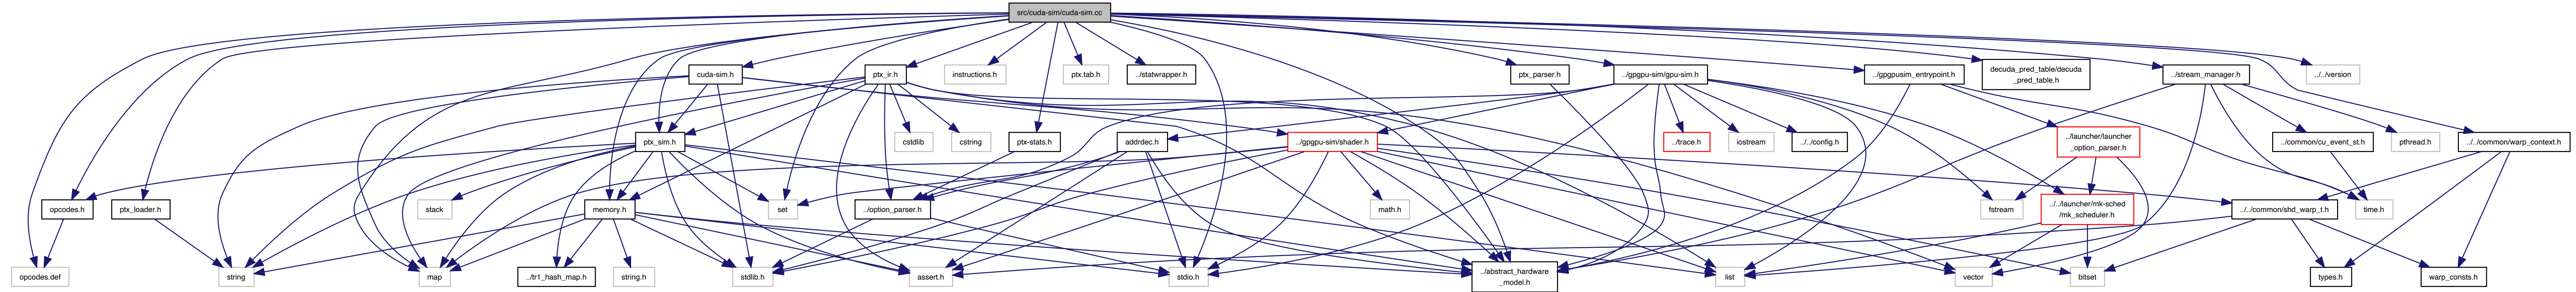 src/cuda-sim/cuda-sim.cc
cuda-sim.h
ptx_ir.h
instructions.h
ptx.tab.h
../statwrapper.h
ptx_parser.h
../gpgpu-sim/gpu-sim.h
../gpgpusim_entrypoint.h
decuda_pred_table/decuda
_pred_table.h
../stream_manager.h
../../version
ptx_sim.h
cstdlib
cstring
ptx-stats.h
addrdec.h
../gpgpu-sim/shader.h
../trace.h
iostream
../../config.h
../launcher/launcher
_option_parser.h
../common/cu_event_st.h
pthread.h
../../common/warp_context.h
opcodes.h
ptx_loader.h
stack
memory.h
set
../option_parser.h
math.h
fstream
../../launcher/mk-sched
/mk_scheduler.h
../../common/shd_warp_t.h
time.h
opcodes.def
string
map
../tr1_hash_map.h
string.h
stdlib.h
assert.h
stdio.h
../abstract_hardware
_model.h
list
vector
bitset
types.h
warp_consts.h